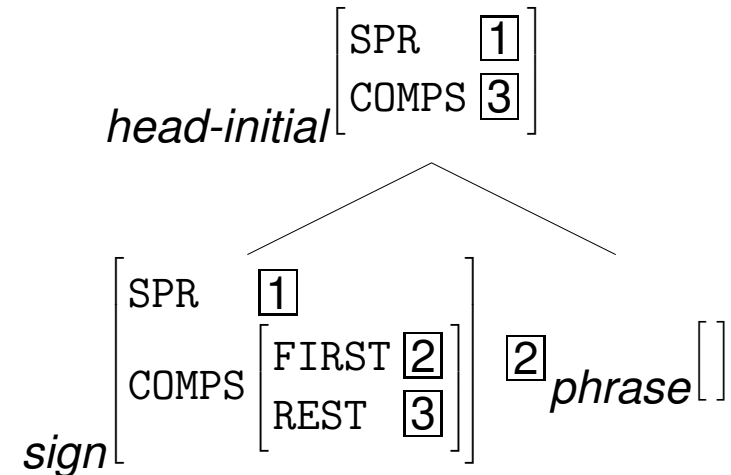 SPR 1
COMPS 3
head-initial
SPR 1
COMPS FIRST 2
REST 3
sign
2 phrase